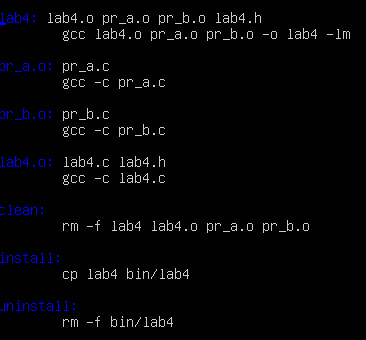 lab4: lab4.o pr_a.o pr_b.o lab4.h
gcc lab4.o pr_a.o pr_b.o -o lab4 -lm
pr_a.o: pr_a.c
gcc -c pr_a.c
pr_b.o: pr_b.c
gcc -c pr_b.c
lab4.o: lab4.c lab4.h
gcc -c lab4.c
clean:
rm -f lab4 lab4.o pr_a.o pr_b.o
install:
cp lab4 bin/lab4
uninstall:
rm -f bin/lab4